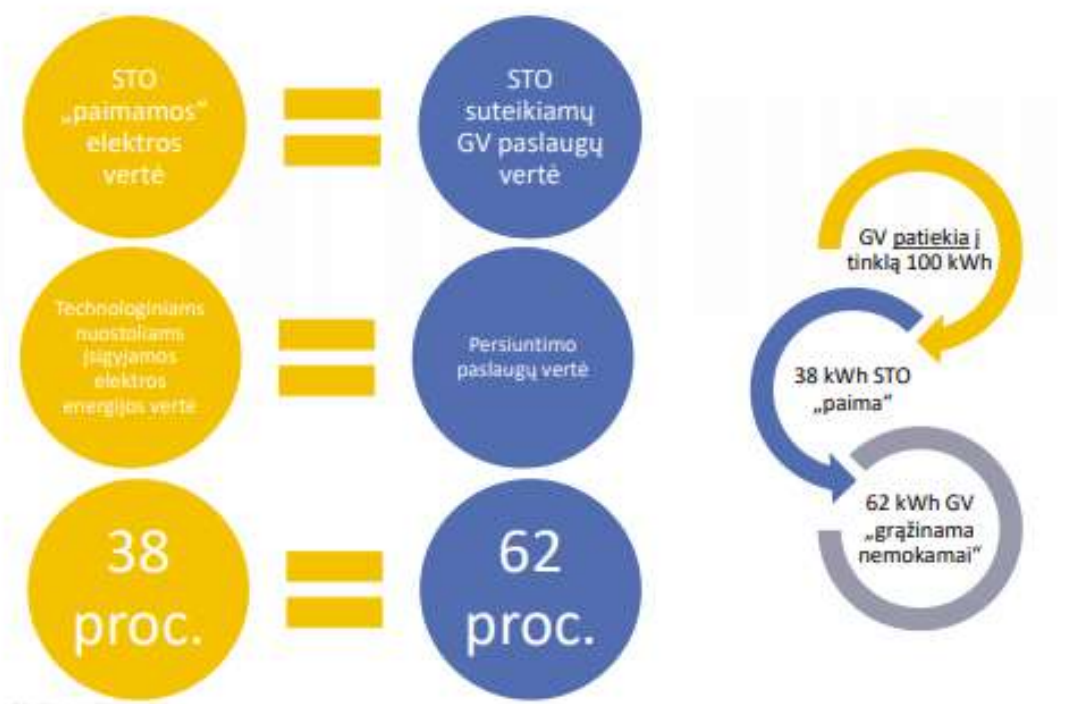 STO
„paimamos“
elektros
vertė
STO
suteikiamų
GV paslaugų
vertė
Technologiniams
nuostoliams
įsigyjamos
elektros
energijos vertė
Persiuntimo
paslaugų vertė
38
proc.
62
proc.
GV patiekia į
tinklą 100 kWh
38 kWh STO
„paima“
62 kWh GV
„grąžinama
nemokamai“